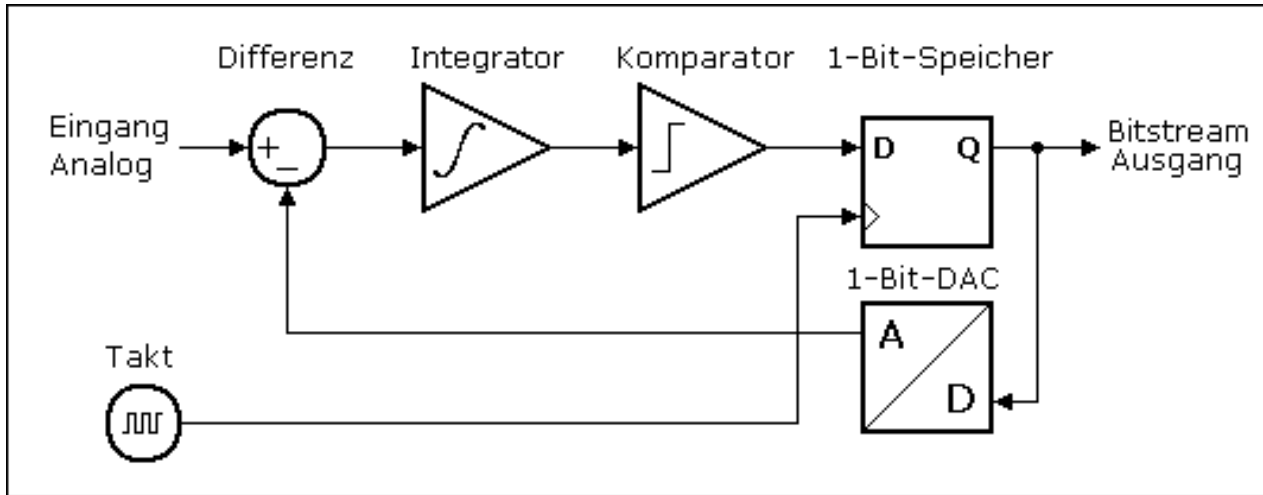 Differenz
Integrator
Komparator
1-Bit-Speicher
Eingang
Analog
+
−
D
Q
Bitstream
Ausgang
1-Bit-DAC
A
D
Takt